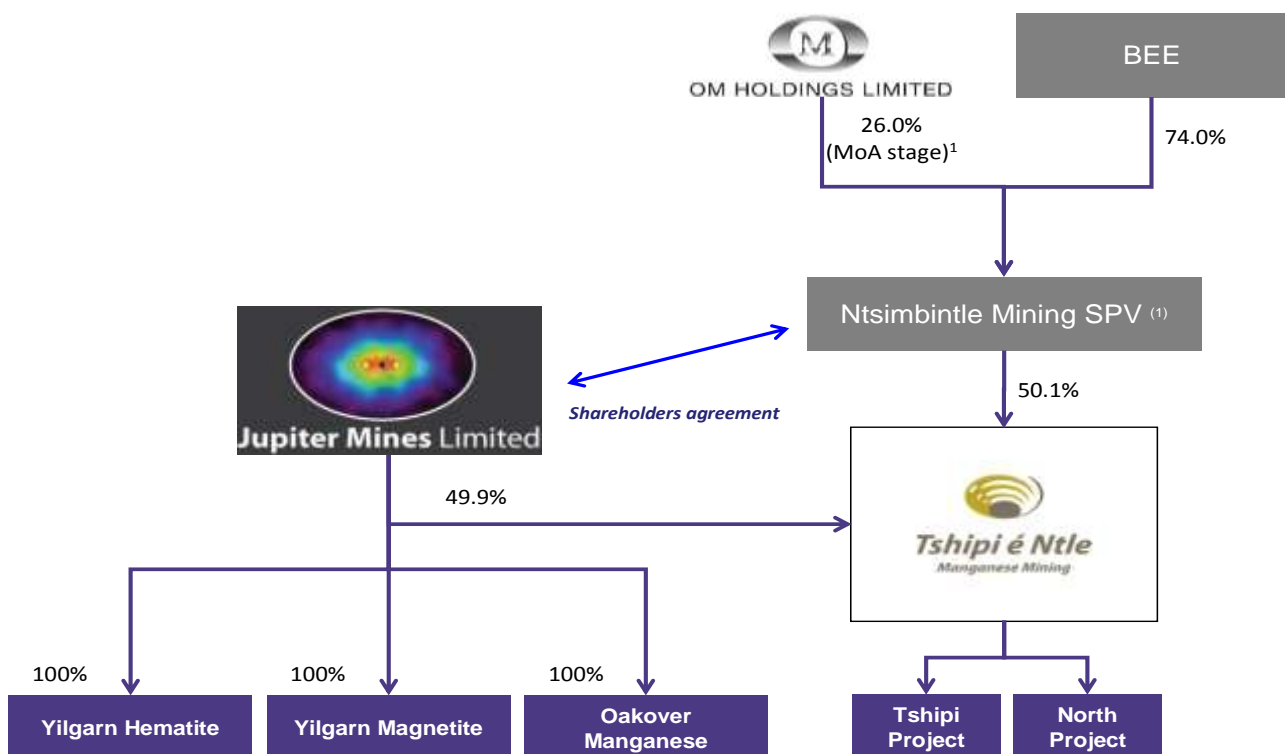 M
OM HOLDINGS LIMITED
BEE
26.0%
(MoA stage)¹
74.0%
Ntsimbintle Mining SPV (1)
Shareholders agreement
50.1%
Jupiter Mines Limited
49.9%
Tshipi é Ntle
Manganese Mining
100%
100%
100%
Yilgarn Hematite
Yilgarn Magnetite
Oakover
Manganese
Tshipi
Project
North
Project